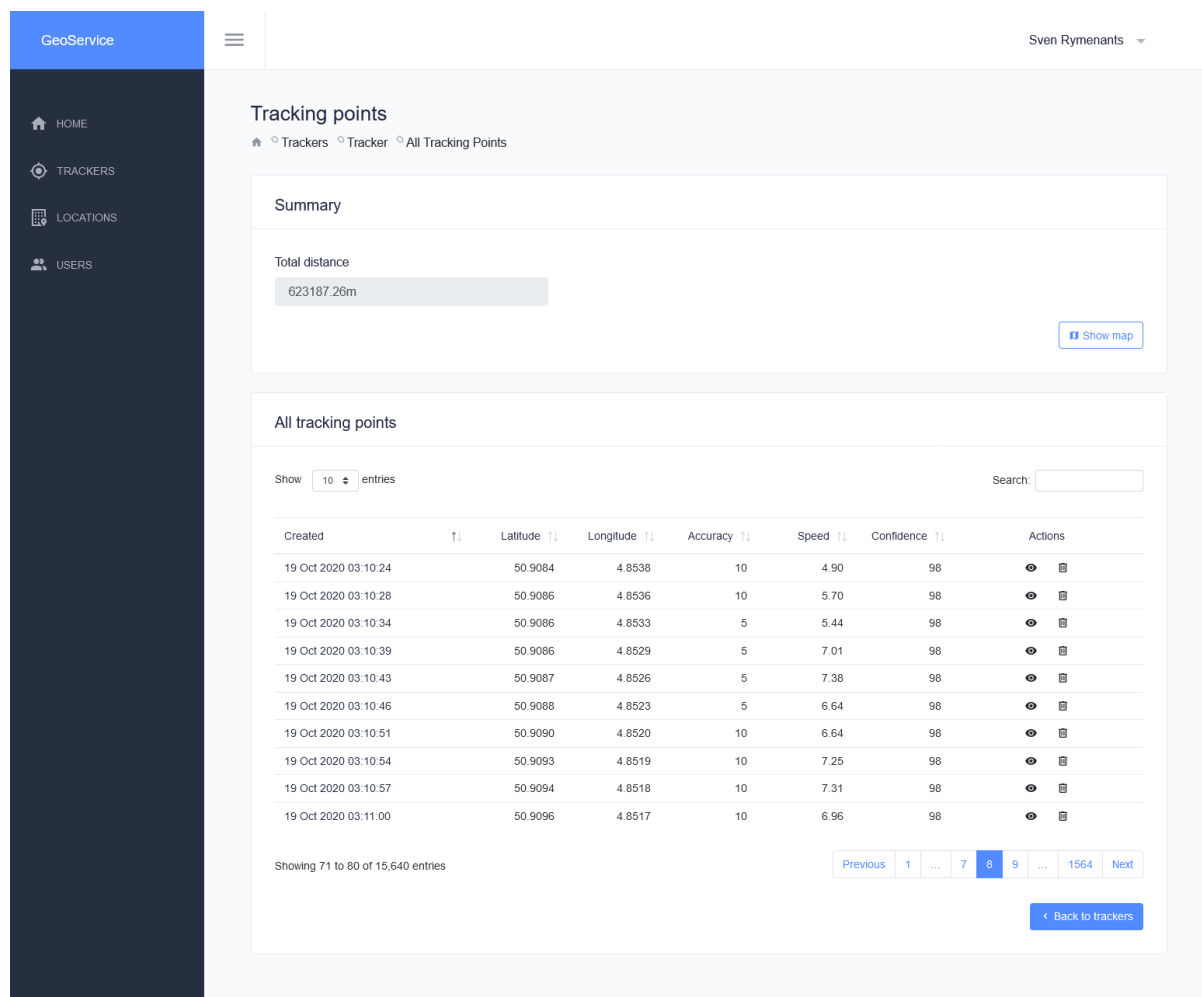 GeoService
Sven Rymenants
HOME
TRACKERS
LOCATIONS
USERS
Tracking points
Trackers Tracker All Tracking Points
Summary
Total distance
623187.26m
Show map
All tracking points
Show 10 entries Search:
Created Latitude Longitude Accuracy Speed Confidence Actions
19 Oct 2020 03:10:24 50.9084 4.8538 10 4.90 98
19 Oct 2020 03:10:28 50.9086 4.8536 10 5.70 98
19 Oct 2020 03:10:34 50.9086 4.8533 5 5.44 98
19 Oct 2020 03:10:39 50.9086 4.8529 5 7.01 98
19 Oct 2020 03:10:43 50.9087 4.8526 5 7.38 98
19 Oct 2020 03:10:46 50.9088 4.8523 5 6.64 98
19 Oct 2020 03:10:51 50.9090 4.8520 10 6.64 98
19 Oct 2020 03:10:54 50.9093 4.8519 10 7.25 98
19 Oct 2020 03:10:57 50.9094 4.8518 10 7.31 98
19 Oct 2020 03:11:00 50.9096 4.8517 10 6.96 98
Showing 71 to 80 of 15,640 entries
Previous 1 ... 7 8 9 ... 1564 Next
Back to trackers